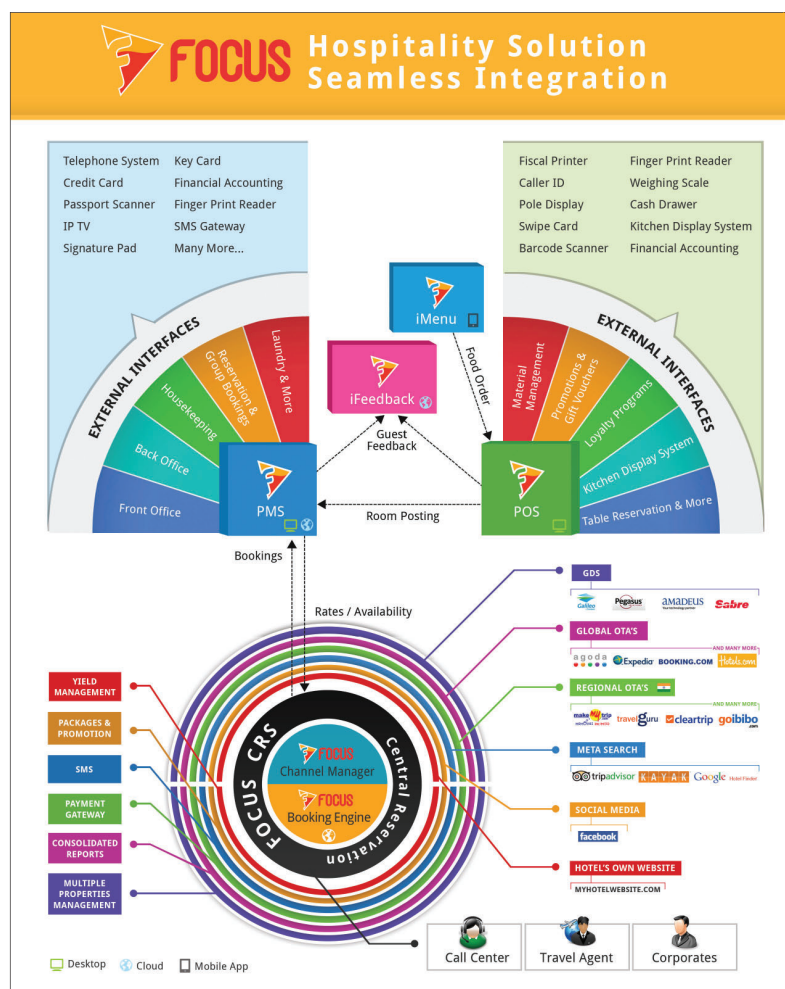 FOCUS
Hospitality Solution
Seamless Integration
Telephone System
Credit Card
Passport Scanner
IP TV
Signature Pad
Key Card
Financial Accounting
Finger Print Reader
SMS Gateway
Many More...
Fiscal Printer
Caller ID
Pole Display
Swipe Card
Barcode Scanner
Finger Print Reader
Weighing Scale
Cash Drawer
Kitchen Display System
Financial Accounting
EXTERNAL INTERFACES
Front Office
Back Office
Housekeeping
Reservation &
Group Bookings
Laundry & More
PMS
iMenu
iFeedback
Food Order
Guest
Feedback
Room Posting
EXTERNAL INTERFACES
Material
Management
Promotions &
Gift Vouchers
Loyalty Programs
Kitchen Display System
Table Reservation & More
POS
Bookings
Rates / Availability
YIELD
MANAGEMENT
PACKAGES &
PROMOTION
SMS
PAYMENT
GATEWAY
CONSOLIDATED
REPORTS
MULTIPLE
PROPERTIES
MANAGEMENT
FOCUS CRS
Central Reservation
FOCUS
Channel Manager
FOCUS
Booking Engine
GDS
Galileo
Pegasus
AMADEUS
Your technology partner
Sabre
GLOBAL OTA'S
AND MANY MORE
agoda
Expedia
BOOKING.COM
Hotels.com
REGIONAL OTA'S
AND MANY MORE
make my trip.com
travelguru
cleartrip
goibibo
.com
META SEARCH
tripadvisor
KAYAK
Google Hotel Finder
SOCIAL MEDIA
facebook
HOTEL'S OWN WEBSITE
MYHOTELWEBSITE.COM
Call Center
Travel Agent
Corporates
Desktop
Cloud
Mobile App